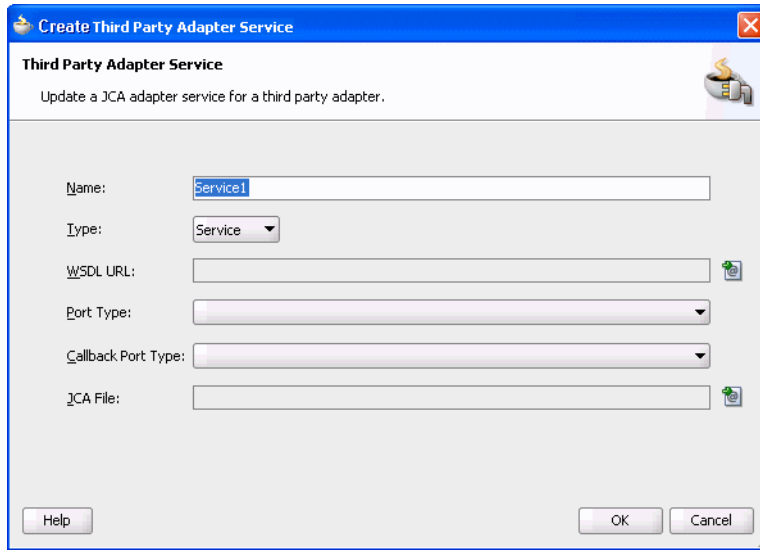 Create Third Party Adapter Service
Third Party Adapter Service
Update a JCA adapter service for a third party adapter.
Name: Service1
Type: Service
WSDL URL:
Port Type:
Callback Port Type:
JCA File:
Help OK Cancel